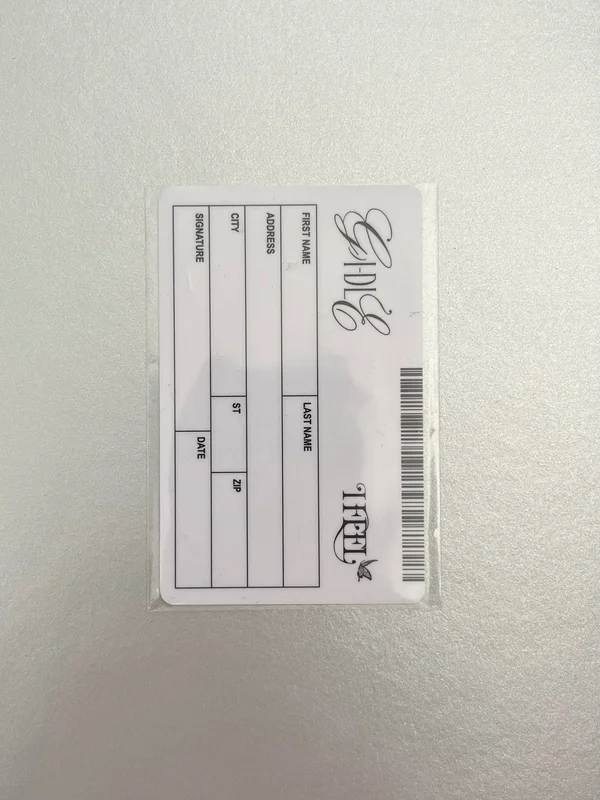 G I-DLE
I FEEL
FIRST NAME LAST NAME
ADDRESS
CITY ST ZIP
SIGNATURE DATE